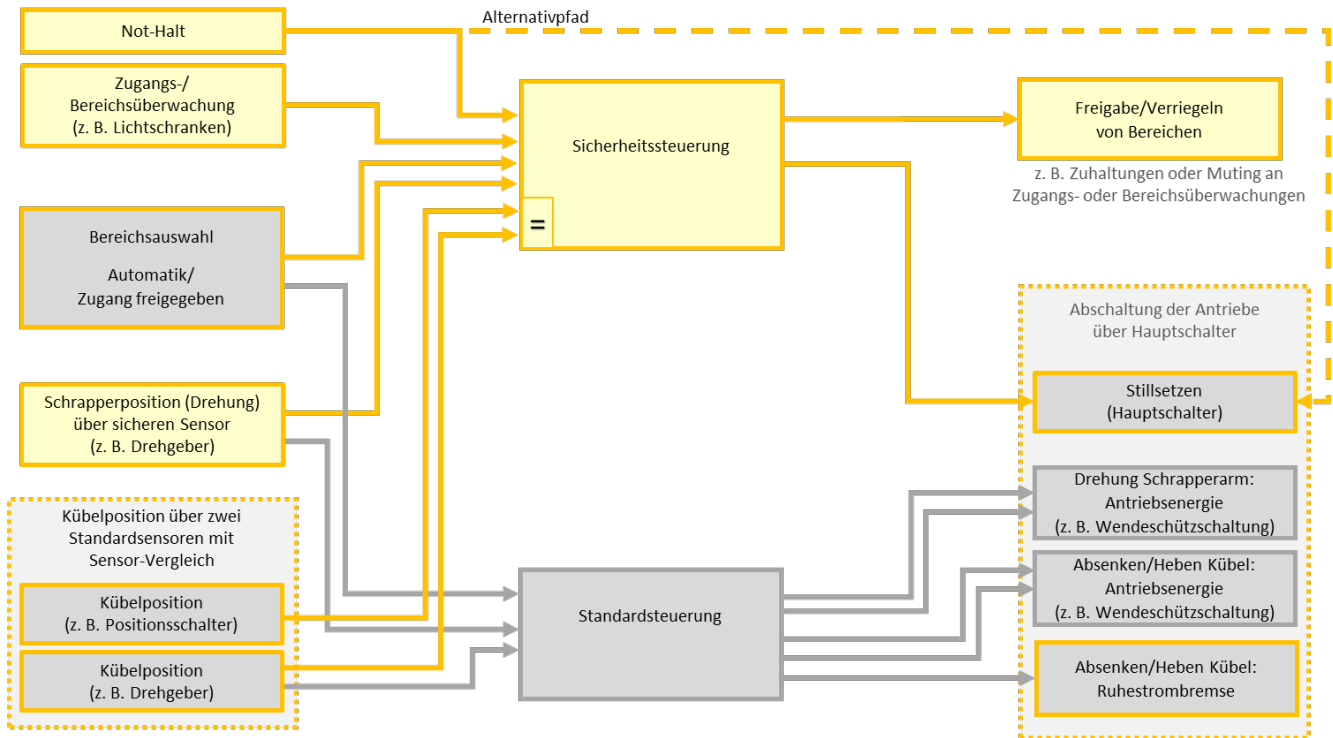 Alternativpfad
Not-Halt
Zugangs-/
Bereichsüberwachung
(z. B. Lichtschranken)
Bereichsauswahl
Automatik/
Zugang freigegeben
Schrapperposition (Drehung)
über sicheren Sensor
(z. B. Drehgeber)
Kübelposition über zwei
Standardsensoren mit
Sensor-Vergleich
Kübelposition
(z. B. Positionsschalter)
Kübelposition
(z. B. Drehgeber)
Sicherheitssteuerung
=
Standardsteuerung
Freigabe/Verriegeln
von Bereichen
z. B. Zuhaltungen oder Muting an
Zugangs- oder Bereichsüberwachungen
Abschaltung der Antriebe
über Hauptschalter
Stillsetzen
(Hauptschalter)
Drehung Schrapperarm:
Antriebsenergie
(z. B. Wendeschützschaltung)
Absenken/Heben Kübel:
Antriebsenergie
(z. B. Wendeschützschaltung)
Absenken/Heben Kübel:
Ruhestrombremse